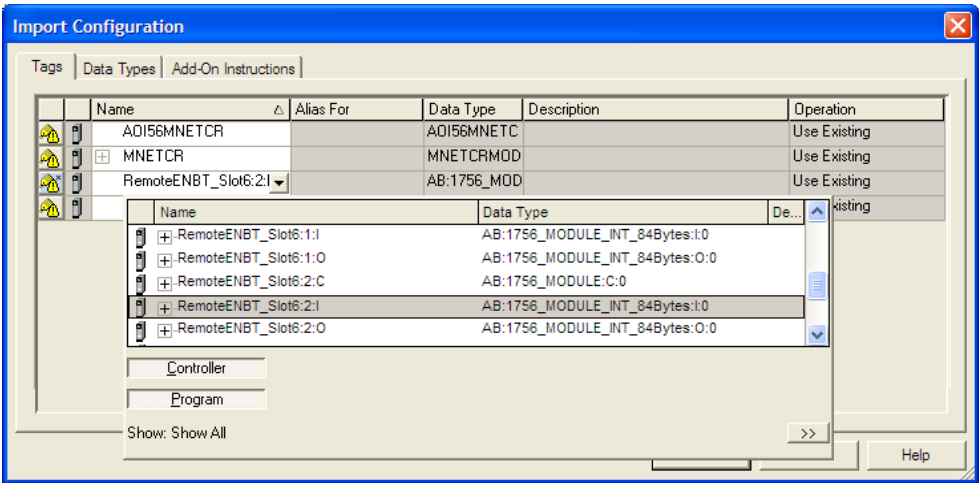 Import Configuration
Tags Data Types Add-On Instructions
Name Alias For Data Type Description Operation
AOI56MNETCR AOI56MNETC Use Existing
MNETCR MNETCRMOD Use Existing
RemoteENBT_Slot6:2:I AB:1756_MOD Use Existing
xisting
Name Data Type De...
RemoteENBT_Slot6:1:I AB:1756_MODULE_INT_84Bytes:I:0
RemoteENBT_Slot6:1:O AB:1756_MODULE_INT_84Bytes:O:0
RemoteENBT_Slot6:2:C AB:1756_MODULE:C:0
RemoteENBT_Slot6:2:I AB:1756_MODULE_INT_84Bytes:I:0
RemoteENBT_Slot6:2:O AB:1756_MODULE_INT_84Bytes:O:0
Controller
Program
Show: Show All >>
Help